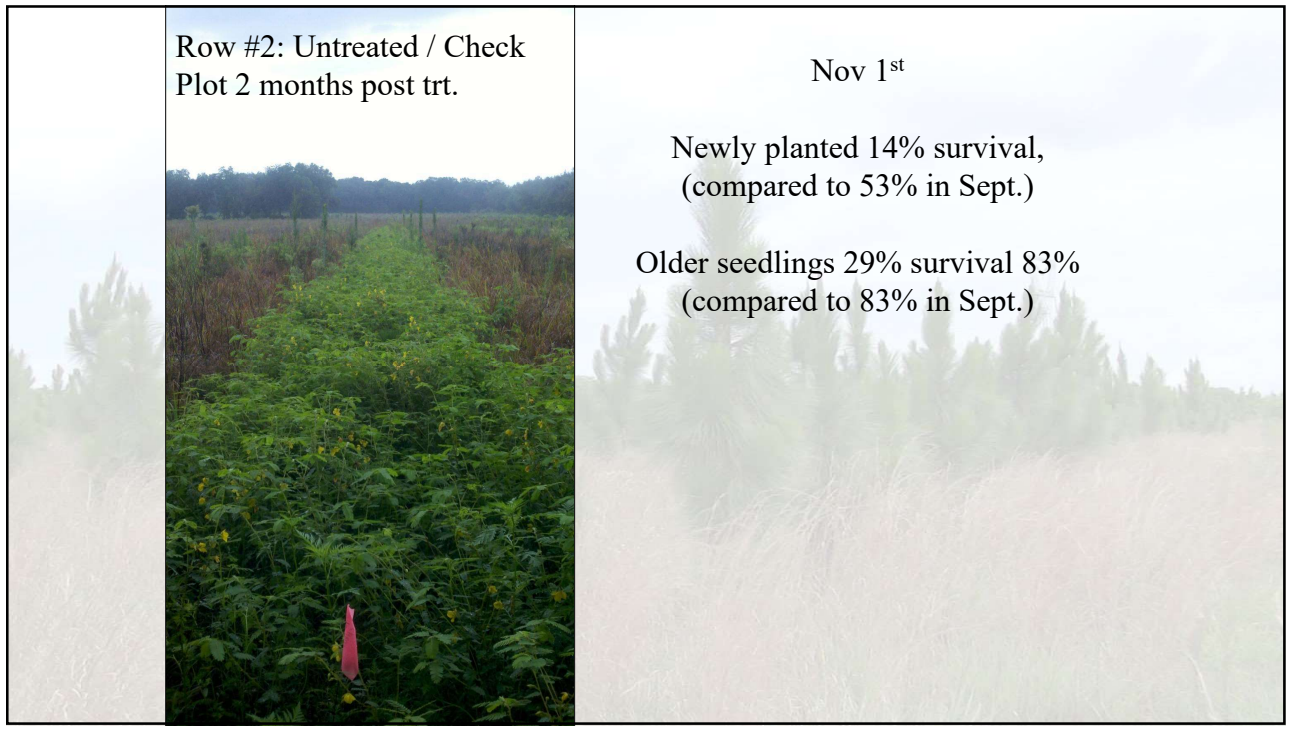 Row #2: Untreated / Check
Plot 2 months post trt.
Nov 1st
Newly planted 14% survival,
(compared to 53% in Sept.)
Older seedlings 29% survival 83%
(compared to 83% in Sept.)